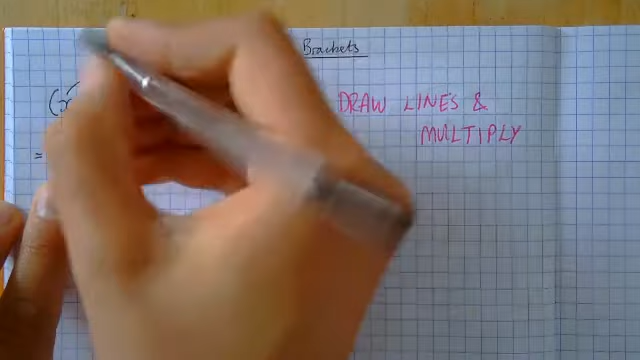 Brackets
(x
DRAW LINES &
MULTIPLY
=